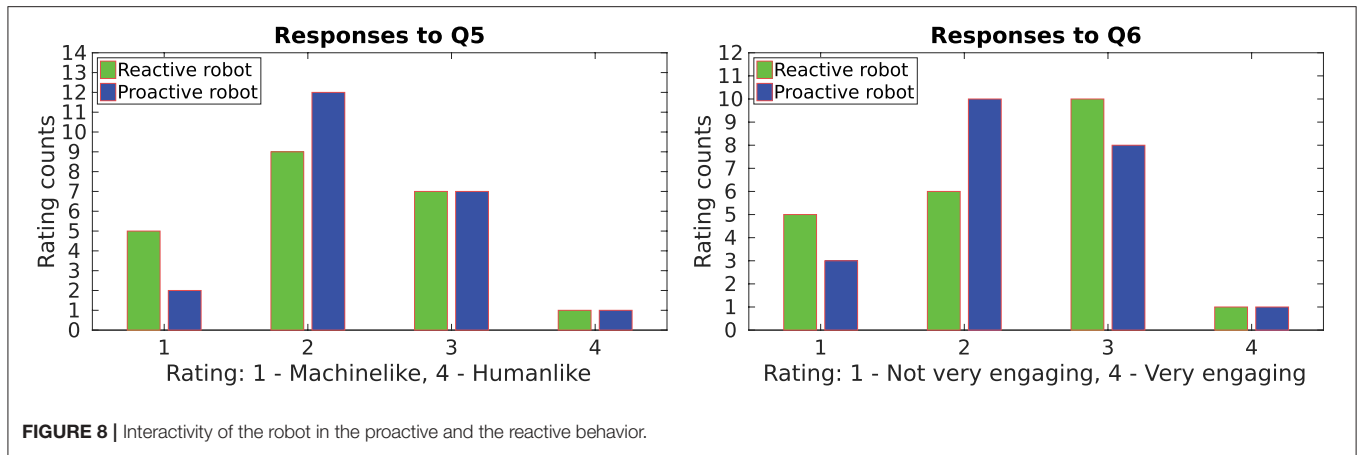 Responses to Q5
14
13
12
11
10
9
8
7
6
5
4
3
2
1
0
Rating counts
Reactive robot
Proactive robot
1 2 3 4
Rating: 1 - Machinelike, 4 - Humanlike
Responses to Q6
12
11
10
9
8
7
6
5
4
3
2
1
0
Rating counts
Reactive robot
Proactive robot
1 2 3 4
Rating: 1 - Not very engaging, 4 - Very engaging
FIGURE 8 | Interactivity of the robot in the proactive and the reactive behavior.